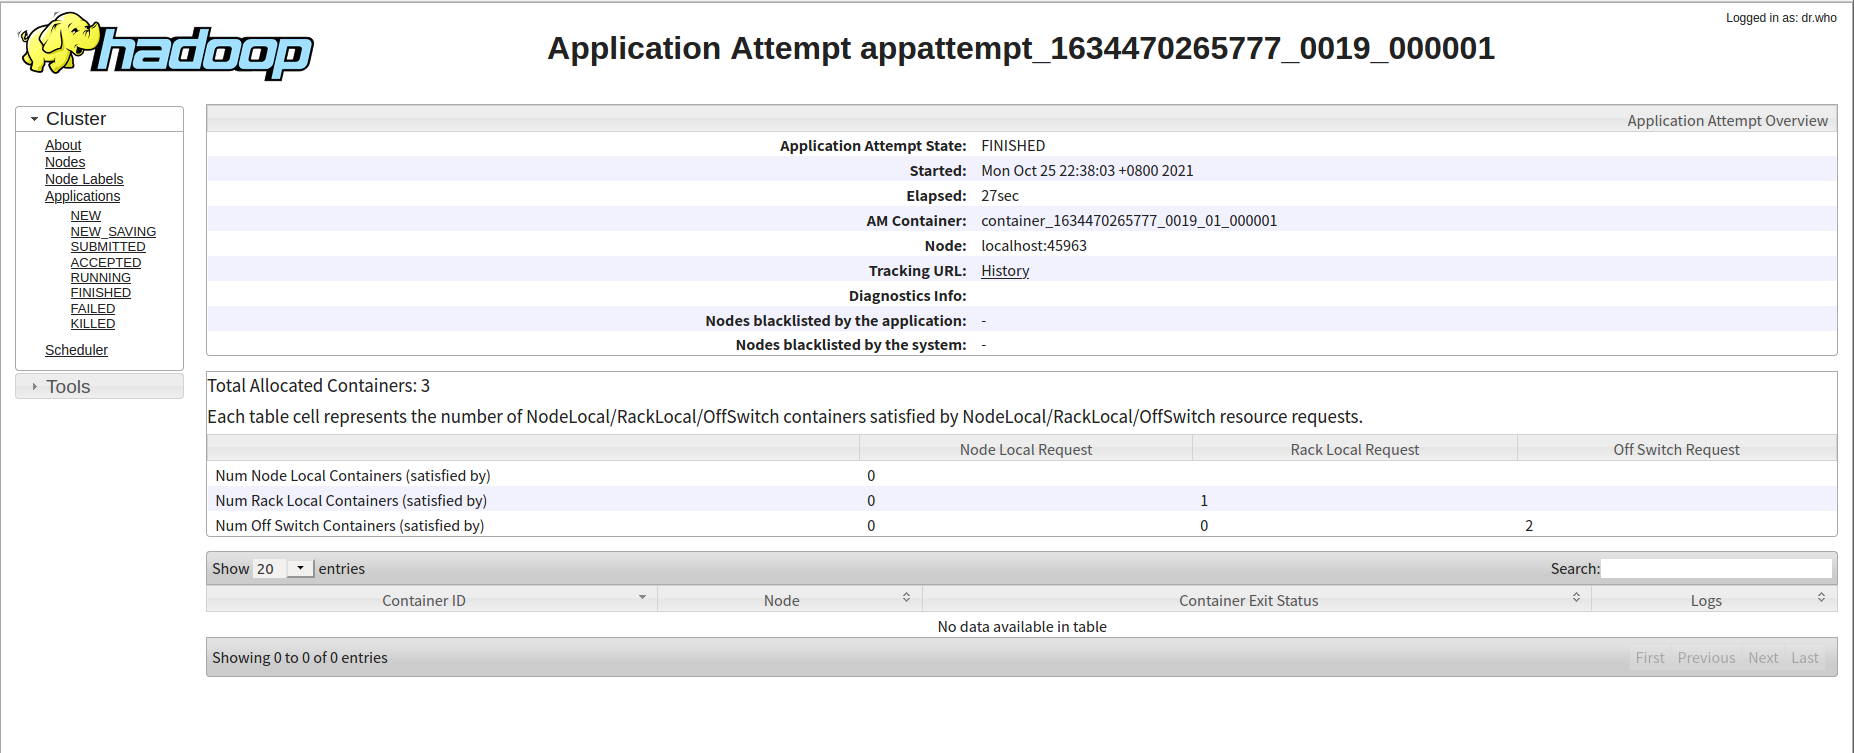 Logged in as: dr.who
hadoop
Application Attempt appattempt_1634470265777_0019_000001
Cluster
About
Nodes
Node Labels
Applications
NEW
NEW_SAVING
SUBMITTED
ACCEPTED
RUNNING
FINISHED
FAILED
KILLED
Scheduler
Tools
Application Attempt Overview
Application Attempt State: FINISHED
Started: Mon Oct 25 22:38:03 +0800 2021
Elapsed: 27sec
AM Container: container_1634470265777_0019_01_000001
Node: localhost:45963
Tracking URL: History
Diagnostics Info:
Nodes blacklisted by the application: -
Nodes blacklisted by the system: -
Total Allocated Containers: 3
Each table cell represents the number of NodeLocal/RackLocal/OffSwitch containers satisfied by NodeLocal/RackLocal/OffSwitch resource requests.
Node Local Request Rack Local Request Off Switch Request
Num Node Local Containers (satisfied by) 0
Num Rack Local Containers (satisfied by) 0 1
Num Off Switch Containers (satisfied by) 0 0 2
Show 20 entries Search:
Container ID Node Container Exit Status Logs
No data available in table
Showing 0 to 0 of 0 entries First Previous Next Last